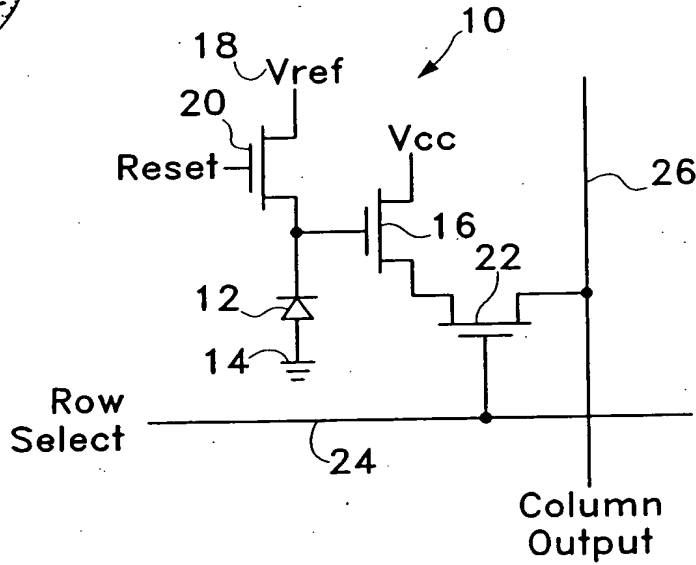 10
18 Vref
20
Vcc
Reset
26
16
22
12
14
Row
Select
24
Column
Output